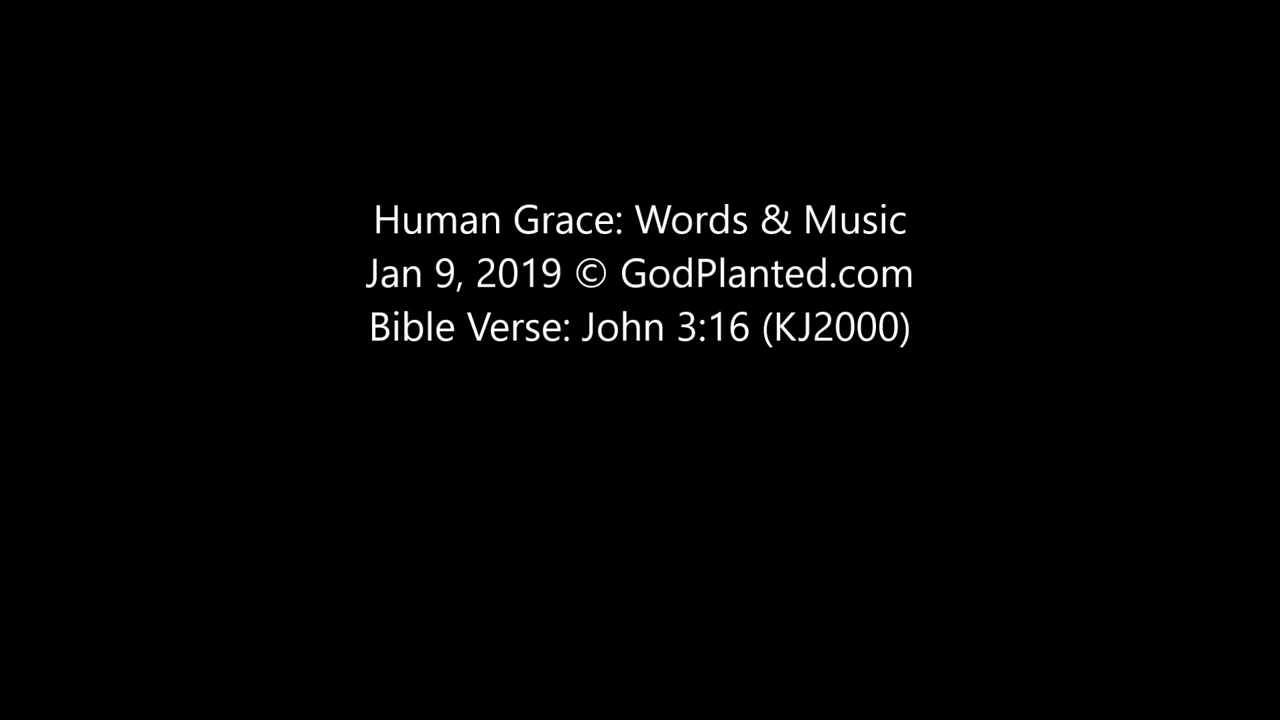 Human Grace: Words & Music
Jan 9, 2019 © GodPlanted.com
Bible Verse: John 3:16 (KJ2000)